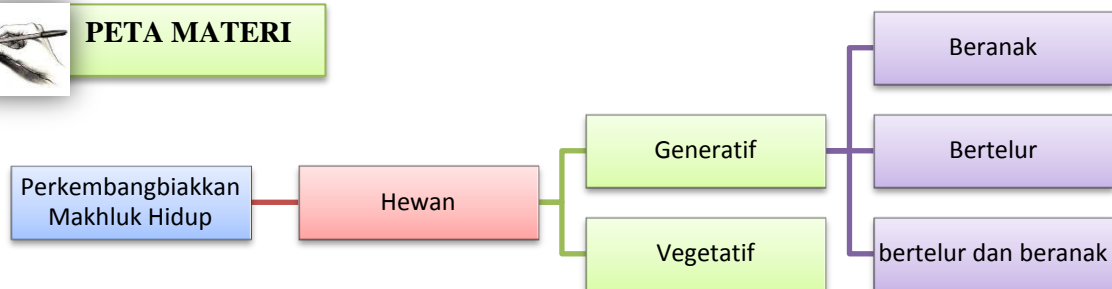 PETA MATERI
Perkembangbiakkan
Makhluk Hidup
Hewan
Generatif
Vegetatif
Beranak
Bertelur
bertelur dan beranak